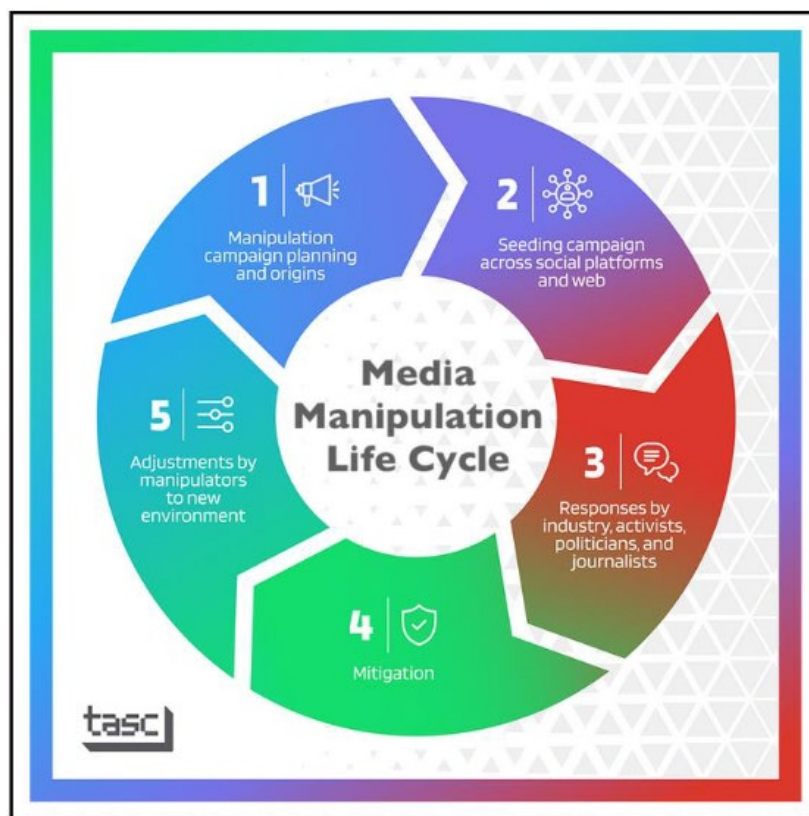 1
Manipulation
campaign planning
and origins
2
Seeding campaign
across social platforms
and web
Media
Manipulation
Life Cycle
3
Responses by
industry, activists,
politicians, and
journalists
4
Mitigation
5
Adjustments by
manipulators
to new
environment
tasc